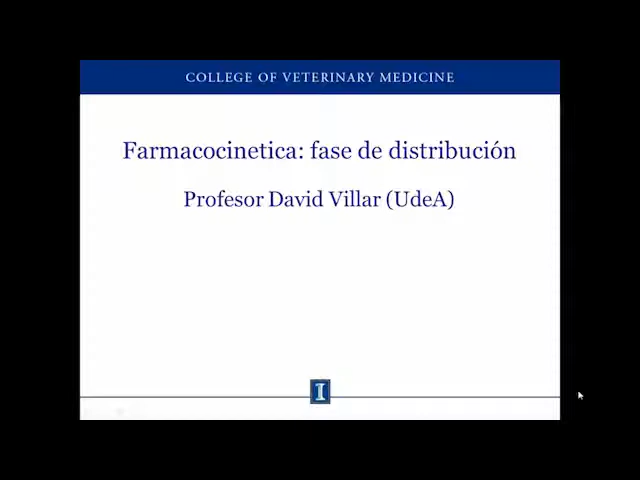 COLLEGE OF VETERINARY MEDICINE
Farmacocinetica: fase de distribución
Profesor David Villar (UdeA)
I